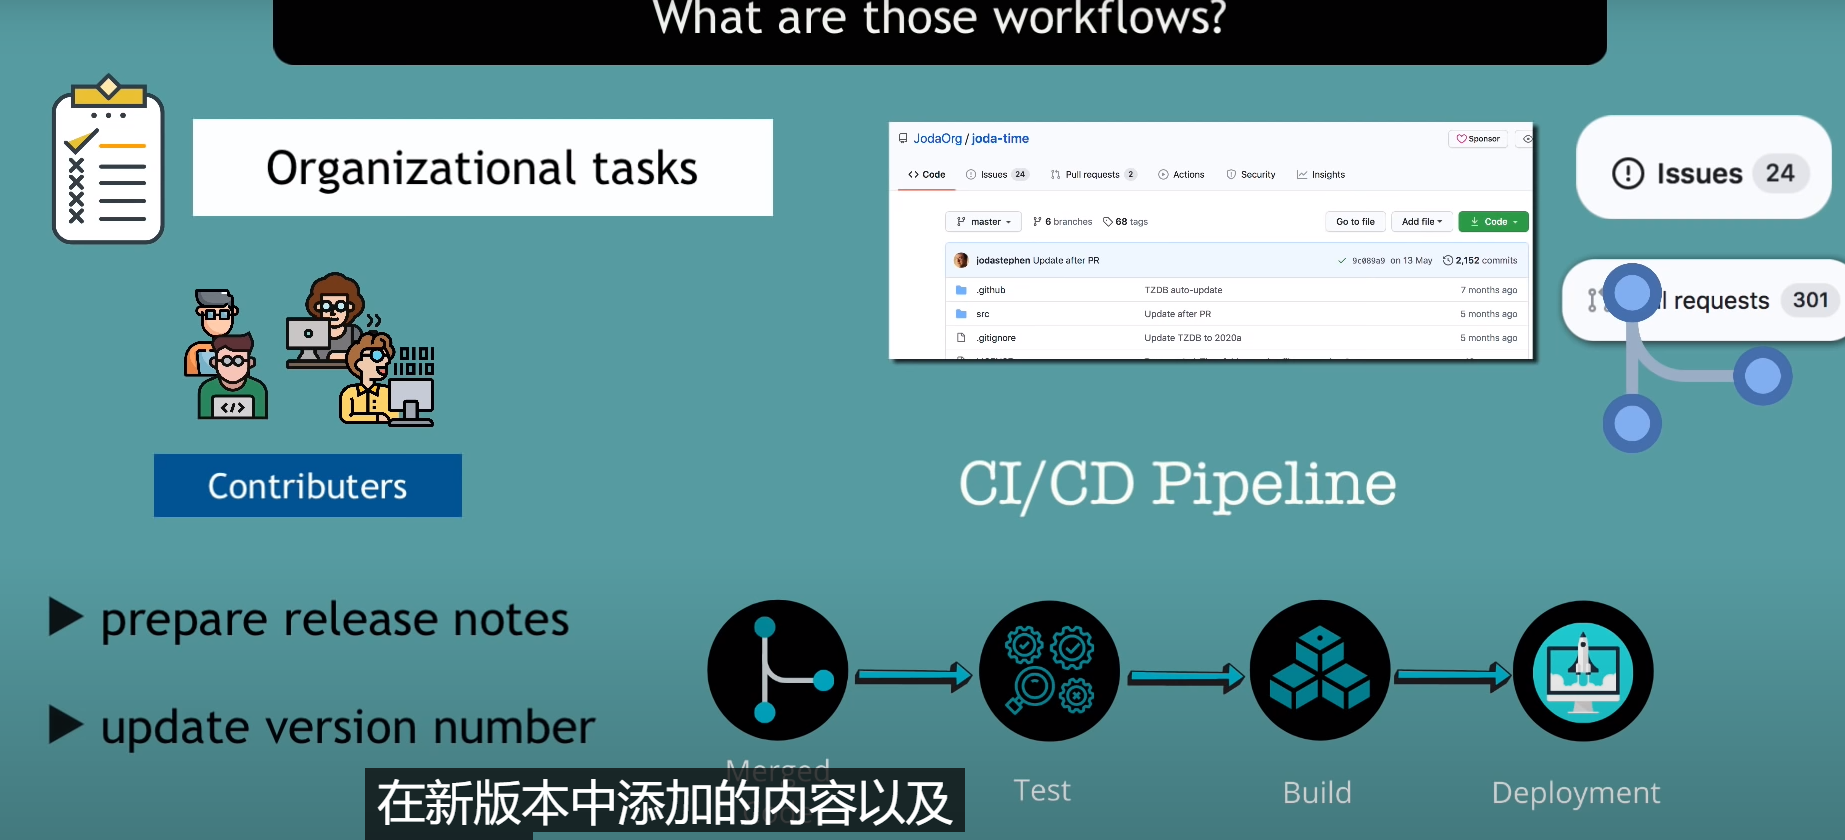 What are those workflows?
Organizational tasks
JodaOrg / joda-time
Sponsor
Code
Issues 24
Pull requests 2
Actions
Security
Insights
master
6 branches
68 tags
Go to file
Add file
Code
jodastephen Update after PR
9c089a9 on 13 May
2,152 commits
.github
TZDB auto-update
7 months ago
src
Update after PR
5 months ago
.gitignore
Update TZDB to 2020a
5 months ago
Issues 24
l requests 301
0101
11010
</>
Contributers
CI/CD Pipeline
prepare release notes
update version number
Merged
Test
Build
Deployment
在新版本中添加的内容以及